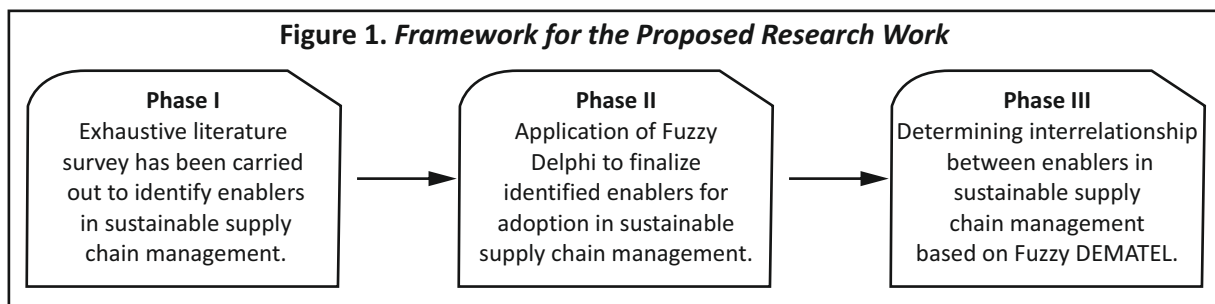 Figure 1. Framework for the Proposed Research Work
Phase I
Exhaustive literature
survey has been carried
out to identify enablers
in sustainable supply
chain management.
Phase II
Application of Fuzzy
Delphi to finalize
identified enablers for
adoption in sustainable
supply chain management.
Phase III
Determining interrelationship
between enablers in
sustainable supply
chain management
based on Fuzzy DEMATEL.